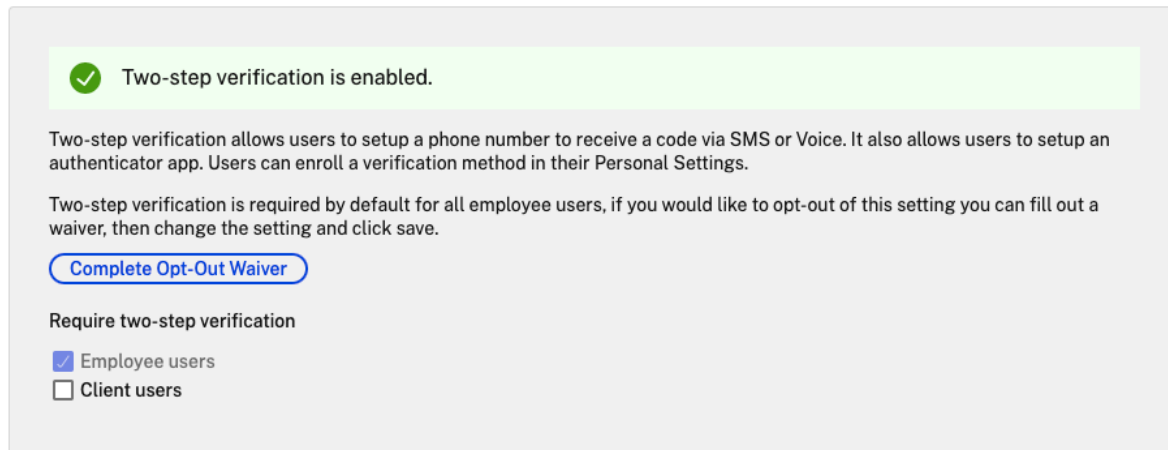 Two-step verification is enabled.
Two-step verification allows users to setup a phone number to receive a code via SMS or Voice. It also allows users to setup an
authenticator app. Users can enroll a verification method in their Personal Settings.
Two-step verification is required by default for all employee users, if you would like to opt-out of this setting you can fill out a
waiver, then change the setting and click save.
Complete Opt-Out Waiver
Require two-step verification
Employee users
Client users